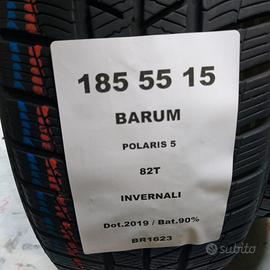 185 55 15
BARUM
POLARIS 5
82T
INVERNALI
Dot.2019 / Bat.90%
BR1623
subito